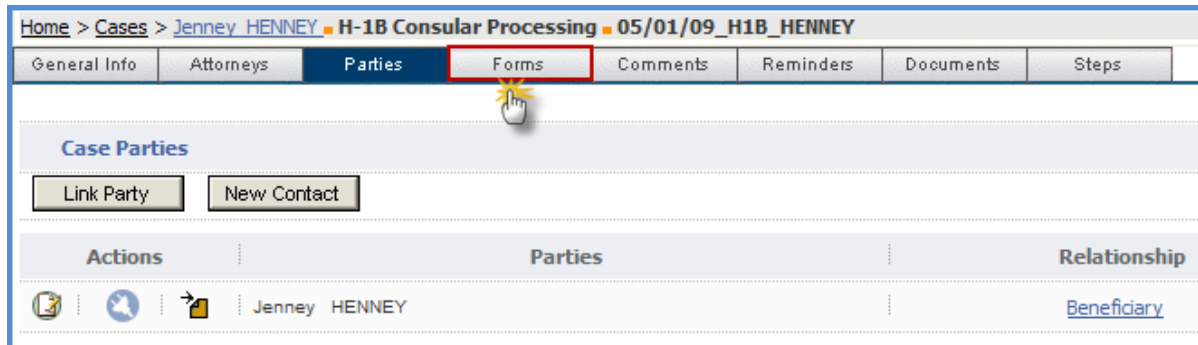 Home > Cases > Jenney HENNEY ▪ H-1B Consular Processing ▪ 05/01/09_H1B_HENNEY
General Info Attorneys Parties Forms Comments Reminders Documents Steps
Case Parties
Link Party New Contact
Actions Parties Relationship
Jenney HENNEY Beneficiary